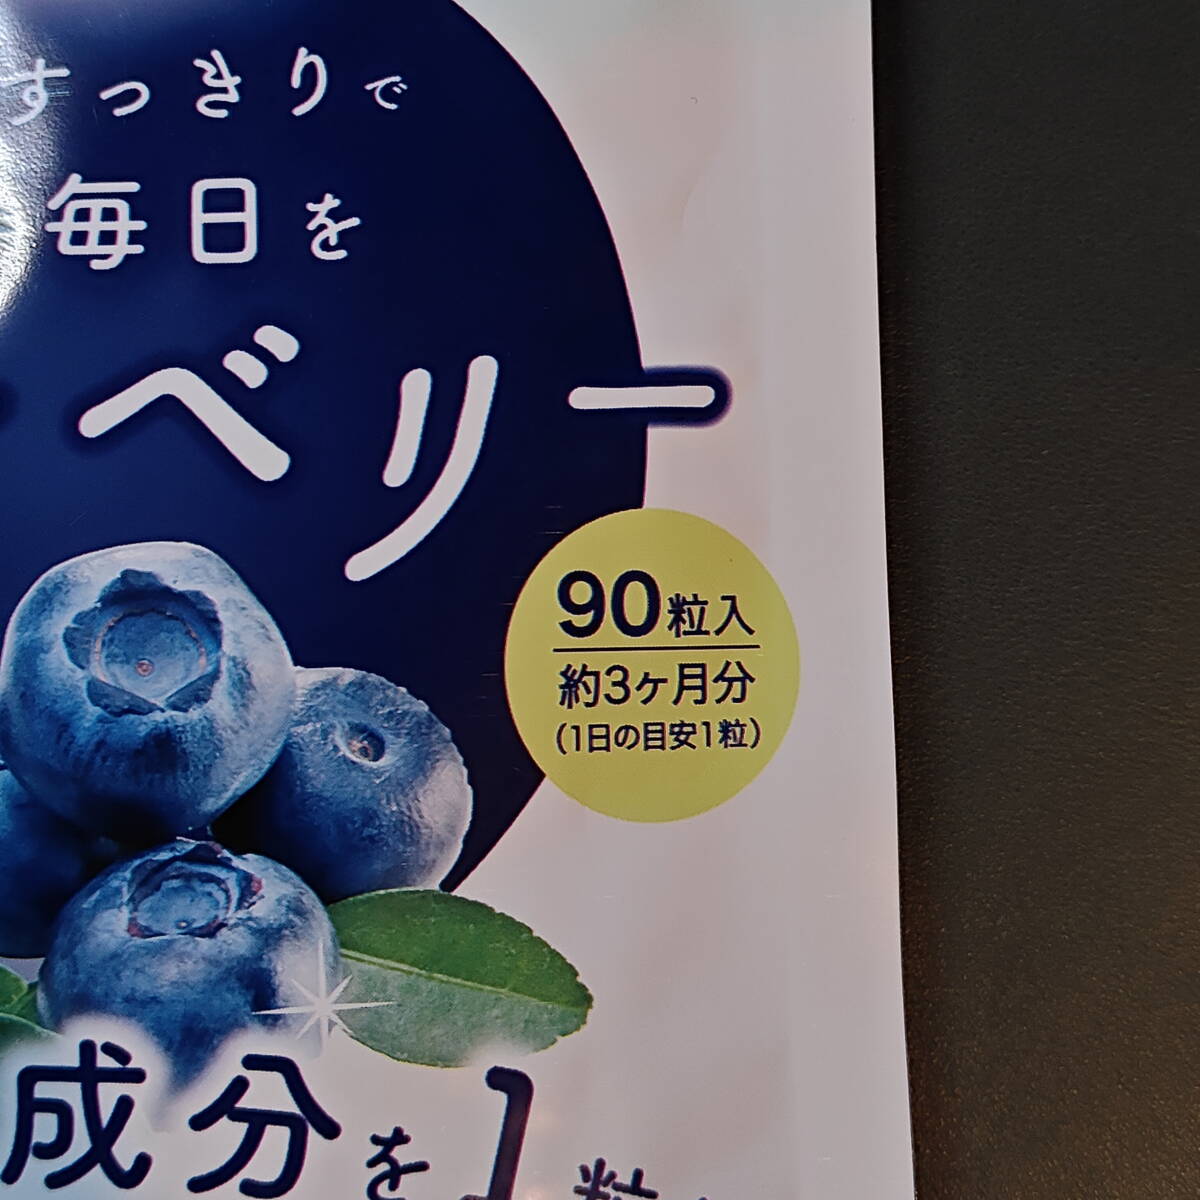 すっきりで
毎日を
ベリー
90粒入
約3ヶ月分
(1日の目安1粒)
成分を1粒